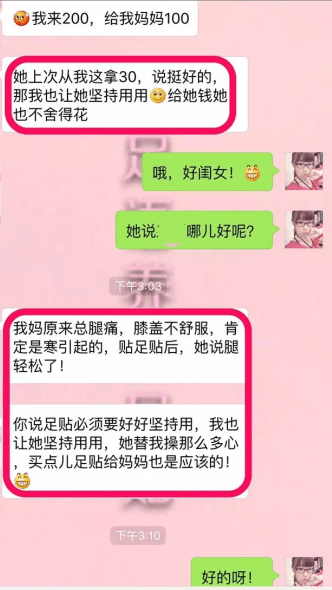 我来200，给我妈妈100
她上次从我这拿30，说挺好的，
那我也让她坚持用用给她钱她
也不舍得花
哦，好闺女！
她说 哪儿好呢？
下午3:03
我妈原来总腿痛，膝盖不舒服，肯
定是寒引起的，贴足贴后，她说腿
轻松了！
你说足贴必须要好好坚持用，我也
让她坚持用用，她替我操那么多心
，买点儿足贴给妈妈也是应该的！
下午3:10
好的呀！